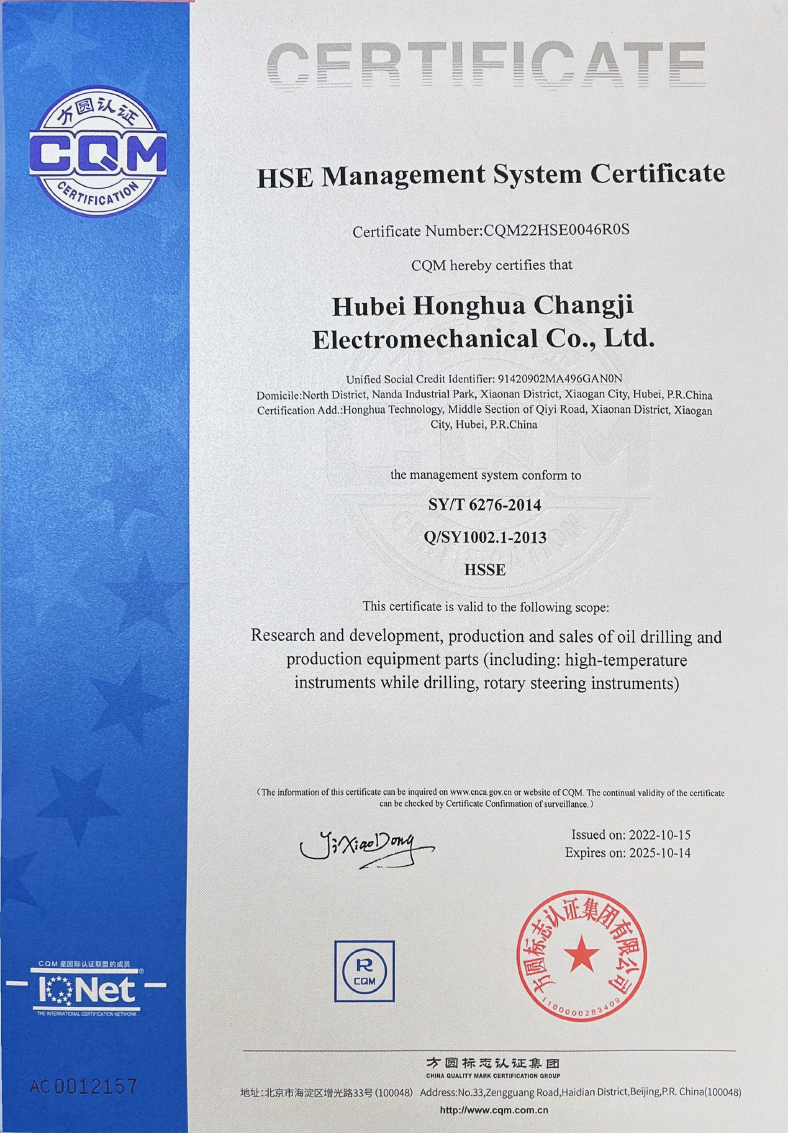 CERTIFICATE
方圆认证
CQM
CERTIFICATION
HSE Management System Certificate
Certificate Number:CQM22HSE0046R0S
CQM hereby certifies that
Hubei Honghua Changji
Electromechanical Co., Ltd.
Unified Social Credit Identifier: 91420902MA496GAN0N
Domicile:North District, Nanda Industrial Park, Xiaonan District, Xiaogan City, Hubei, P.R.China
Certification Add.:Honghua Technology, Middle Section of Qiyi Road, Xiaonan District, Xiaogan
City, Hubei, P.R.China
the management system conform to
SY/T 6276-2014
Q/SY1002.1-2013
HSSE
This certificate is valid to the following scope:
Research and development, production and sales of oil drilling and
production equipment parts (including: high-temperature
instruments while drilling, rotary steering instruments)
(The information of this certificate can be inquired on www.cnca.gov.cn or website of CQM. The continual validity of the certificate
can be checked by Certificate Confirmation of surveillance.)
Ji XiaoDong
Issued on: 2022-10-15
Expires on: 2025-10-14
方圆标志认证集团有限公司
1100000283409
R
CQM
CQM 是国际认证联盟的成员
IQNet
THE INTERNATIONAL CERTIFICATION NETWORK
AC0012157
方圆标志认证集团
CHINA QUALITY MARK CERTIFICATION GROUP
地址:北京市海淀区增光路33号(100048) Address:No.33,Zengguang Road,Haidian District,Beijing,P.R. China(100048)
http://www.cqm.com.cn